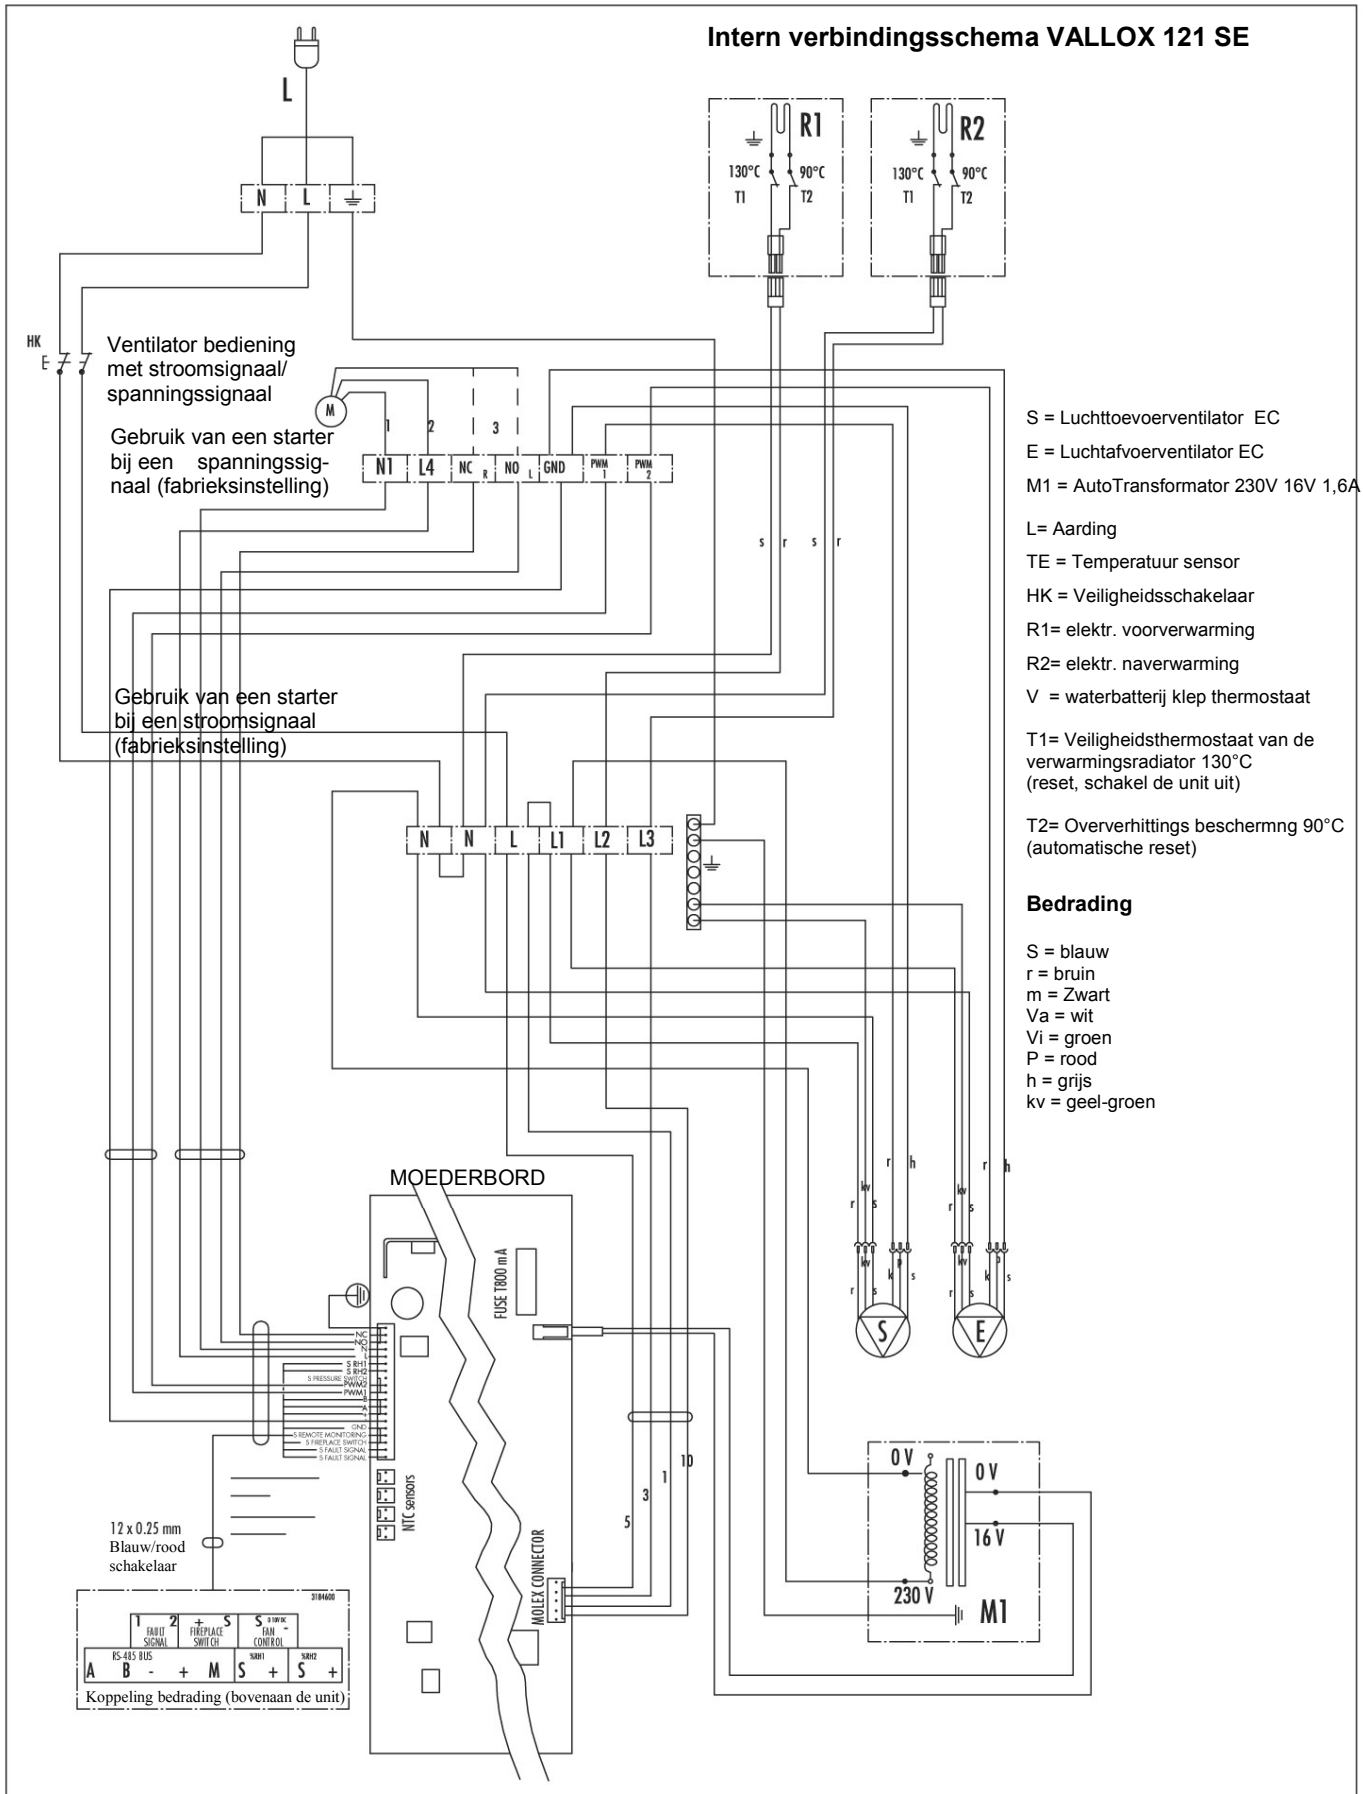 Intern verbindingsschema VALLOX 121 SE
L
N L
R1
130°C 90°C
T1 T2
R2
130°C 90°C
T1 T2
HK
E
Ventilator bediening
met stroomsignaal/
spanningssignaal
Gebruik van een starter
bij een spanningssig-
naal (fabrieksinstelling)
M
1 2 3
N1 L4 NC R NO L GND PWM 1 PWM 2
s r s r
S = Luchttoevoerventilator EC
E = Luchtafvoerventilator EC
M1 = AutoTransformator 230V 16V 1,6A
L= Aarding
TE = Temperatuur sensor
HK = Veiligheidsschakelaar
R1= elektr. voorverwarming
R2= elektr. naverwarming
V = waterbatterij klep thermostaat
T1= Veiligheidsthermostaat van de
verwarmingsradiator 130°C
(reset, schakel de unit uit)
T2= Oververhittings beschermng 90°C
(automatische reset)
Bedrading
S = blauw
r = bruin
m = Zwart
Va = wit
Vi = groen
P = rood
h = grijs
kv = geel-groen
Gebruik van een starter
bij een stroomsignaal
(fabrieksinstelling)
N N L L1 L2 L3
MOEDERBORD
FUSE T800 mA
r h r h
r kv s r kv s
kv k p s kv k s
r s r s
S E
NC
NO
N
L
S RH1
S RH2
S PRESSURE SWITCH
PWM2
PWM1
B
A
+
GND
S REMOTE MONITORING
S FIREPLACE SWITCH
S FAULT SIGNAL
S FAULT SIGNAL
NTC sensors
MOLEX CONNECTOR
5 3 1 10
0 V 0 V
16 V
230 V
M1
12 x 0.25 mm
Blauw/rood
schakelaar
3184600
1 2 + S S 0 10V DC -
FAULT SIGNAL FIREPLACE SWITCH FAN CONTROL
RS-485 BUS %RH1 %RH2
A B - + M S + S +
Koppeling bedrading (bovenaan de unit)